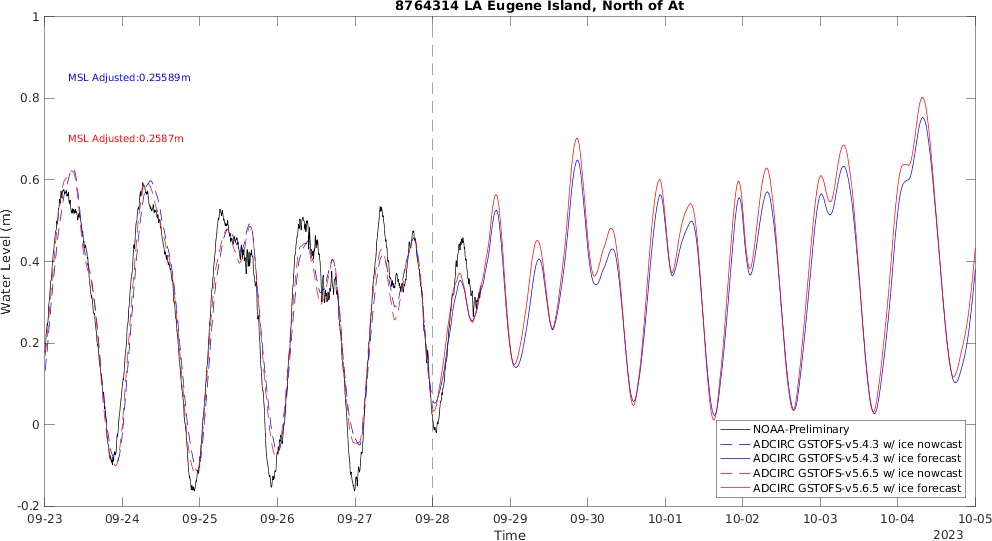 8764314 LA Eugene Island, North of At
MSL Adjusted:0.25589m
MSL Adjusted:0.2587m
Water Level (m)
1
0.8
0.6
0.4
0.2
0
-0.2
NOAA-Preliminary
ADCIRC GSTOFS-v5.4.3 w/ ice nowcast
ADCIRC GSTOFS-v5.4.3 w/ ice forecast
ADCIRC GSTOFS-v5.6.5 w/ ice nowcast
ADCIRC GSTOFS-v5.6.5 w/ ice forecast
09-23 09-24 09-25 09-26 09-27 09-28 09-29 09-30 10-01 10-02 10-03 10-04 10-05
Time
2023